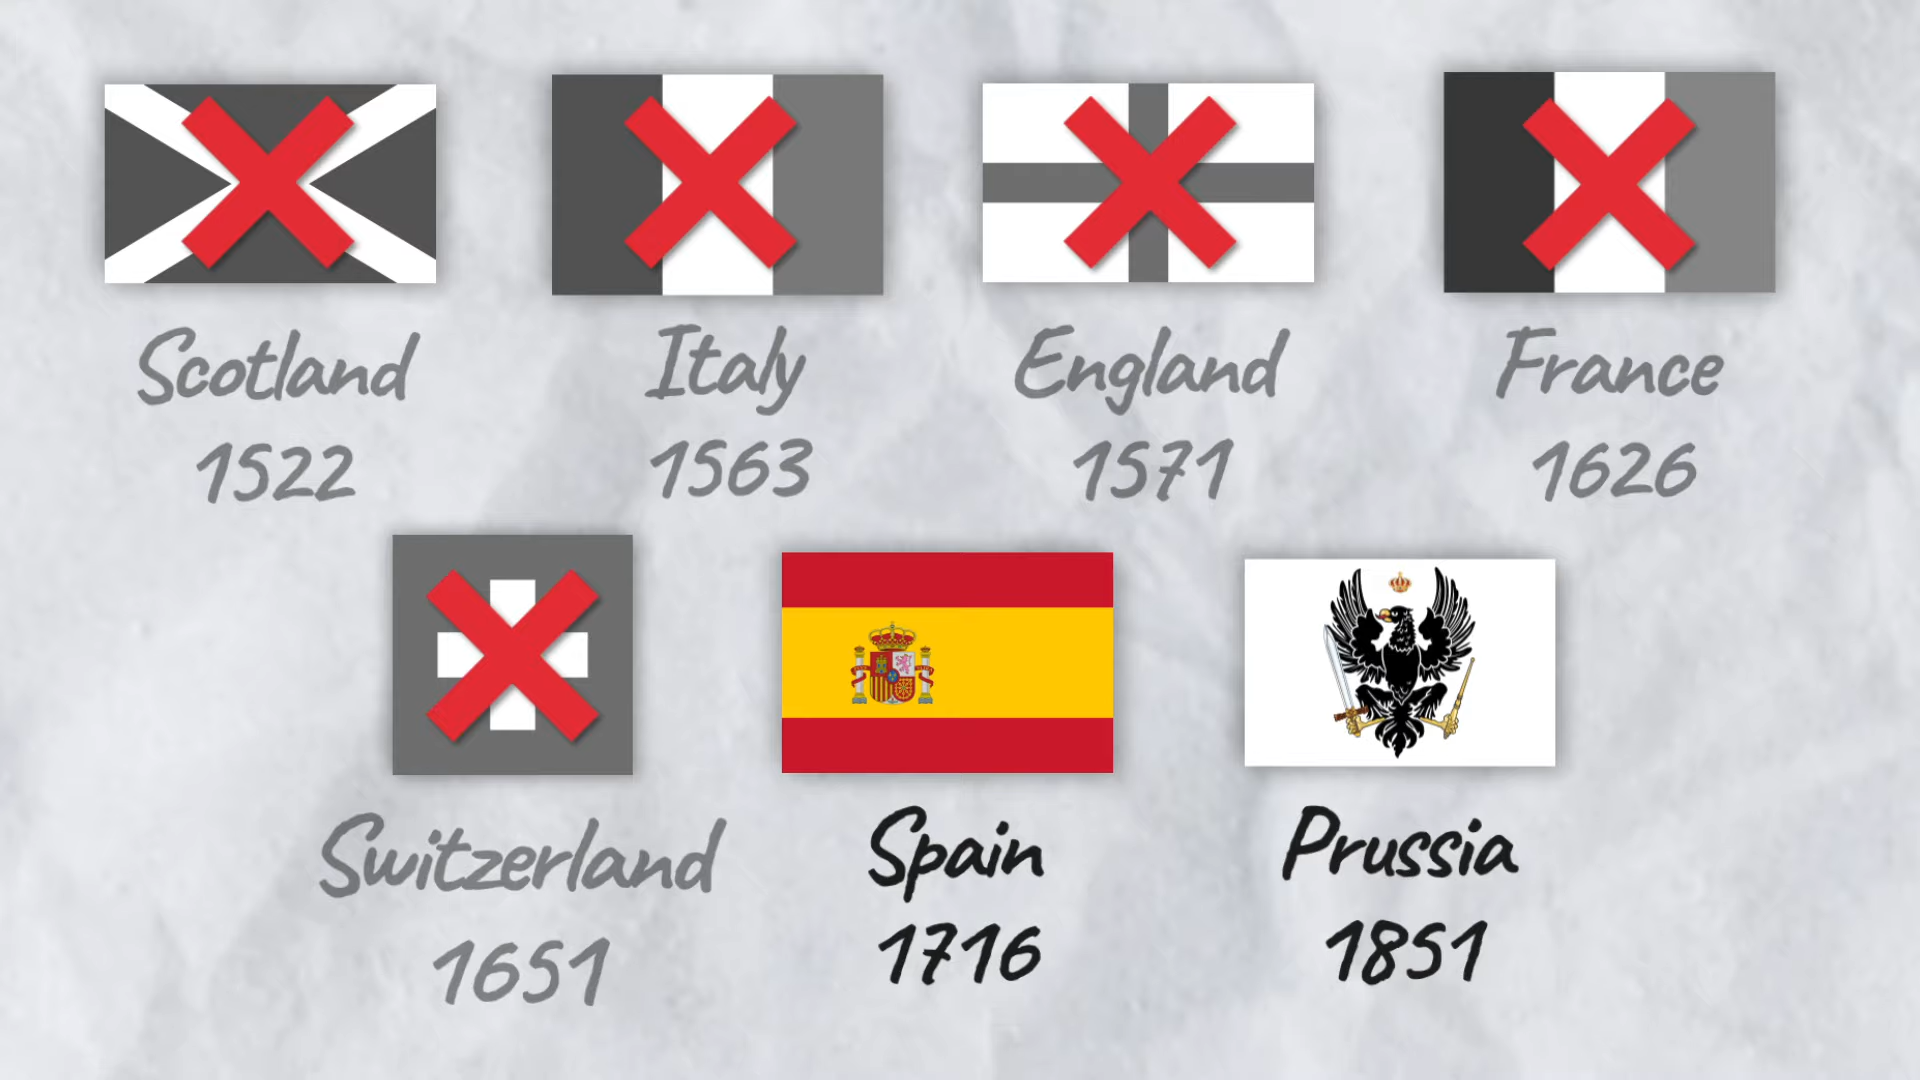 Scotland
1522
Italy
1563
England
1571
France
1626
Switzerland
1651
Spain
1716
Prussia
1851